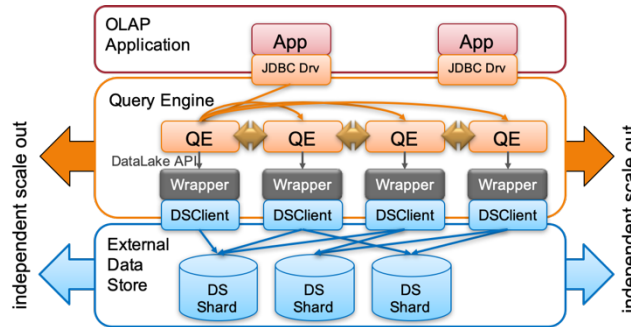 OLAP
Application
App
App
JDBC Drv
JDBC Drv
Query Engine
QE
QE
QE
QE
DataLake API
Wrapper
Wrapper
Wrapper
Wrapper
DSClient
DSClient
DSClient
DSClient
External
Data
Store
DS
Shard
DS
Shard
DS
Shard
independent scale out
independent scale out